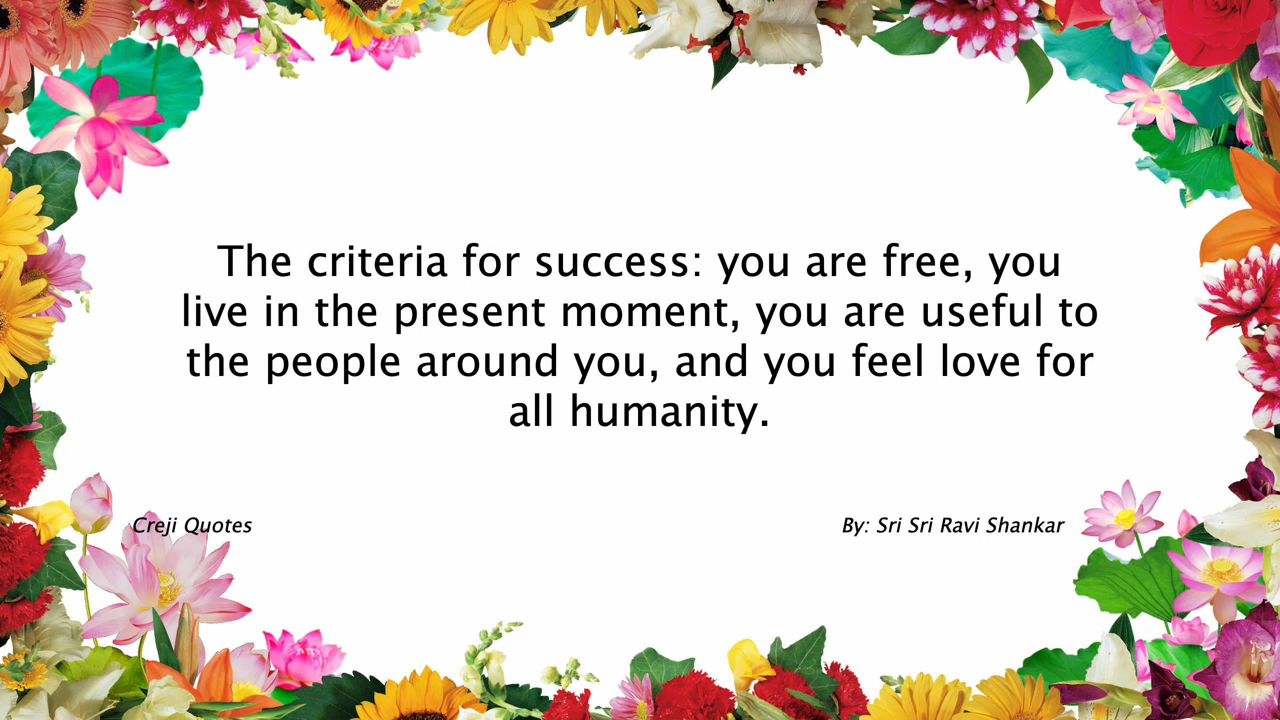 The criteria for success: you are free, you
live in the present moment, you are useful to
the people around you, and you feel love for
all humanity.
Creji Quotes
By: Sri Sri Ravi Shankar